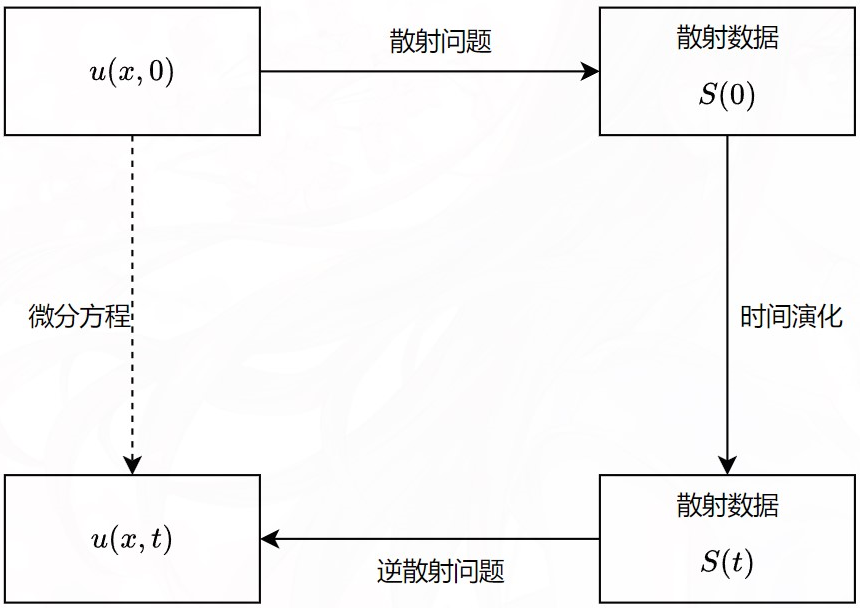 散射问题
u(x, 0)
散射数据
S(0)
微分方程
时间演化
u(x, t)
散射数据
S(t)
逆散射问题